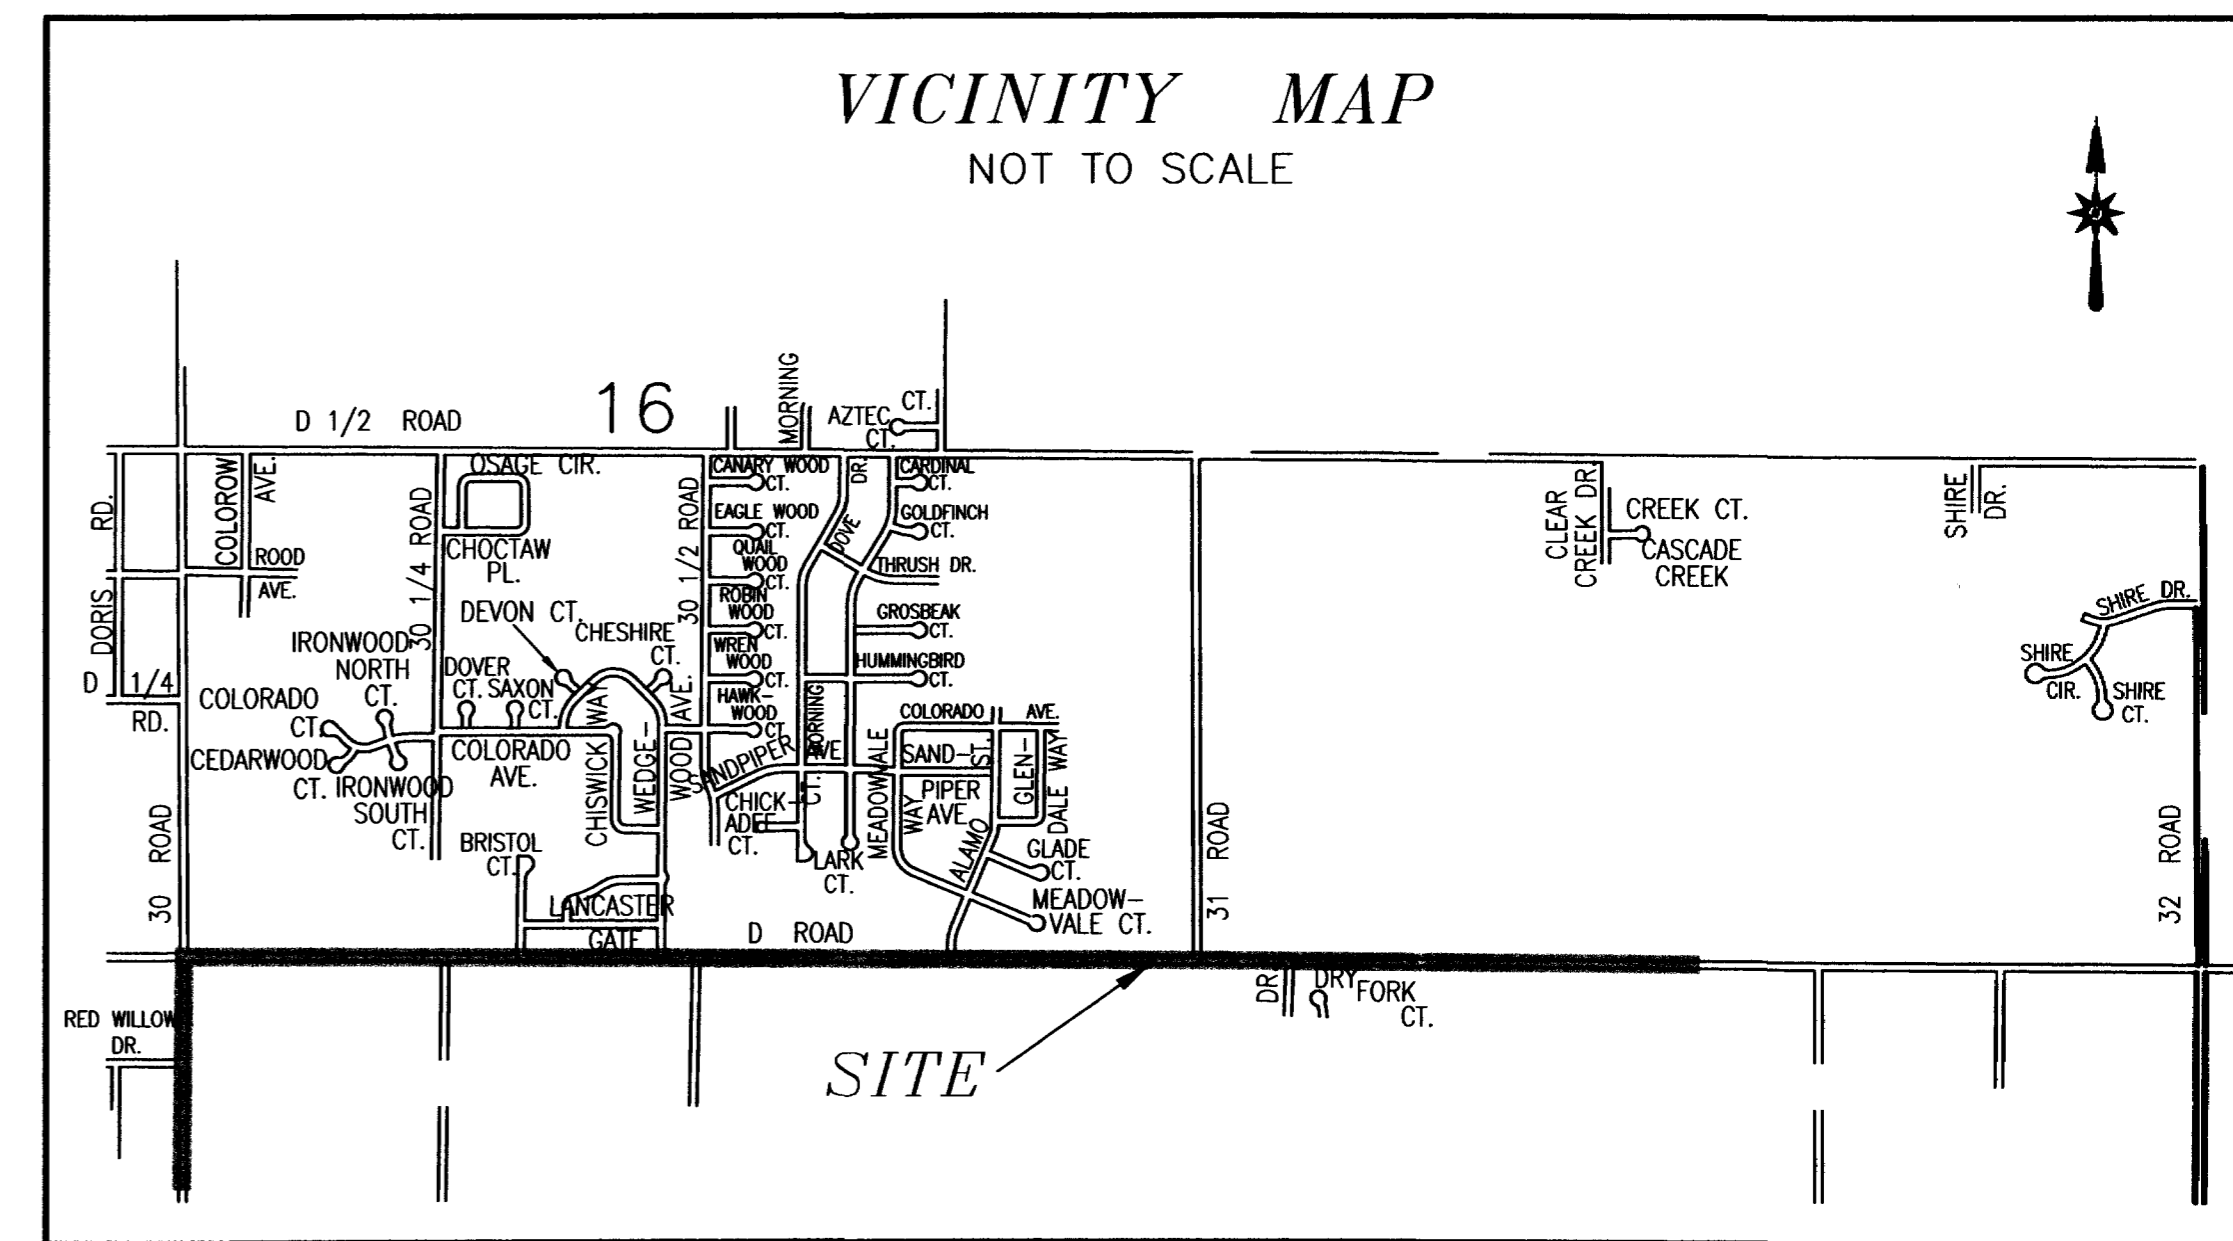 VICINITY MAP
NOT TO SCALE
16
D 1/2 ROAD
MORNING
DR.
AZTEC
CT.
CT.
RD.
DORIS
COLOROW
AVE.
ROOD
AVE.
D 1/4
RD.
30 ROAD
30 1/4 ROAD
OSAGE CIR.
CHOCTAW
PL.
DEVON CT.
CHESHIRE
CT.
IRONWOOD
NORTH
CT.
COLORADO
CT.
CEDARWOOD
CT.
IRONWOOD
SOUTH
CT.
DOVER
CT.
SAXON
CT.
COLORADO
AVE.
CHISWICK WAY
WEDGE-
WOOD AVE.
BRISTOL
CT.
LANCASTER
GATE
30 1/2 ROAD
CANARY WOOD
CT.
EAGLE WOOD
CT.
QUAIL
WOOD
CT.
ROBIN
WOOD
CT.
WREN
WOOD
CT.
HAWK-
WOOD
CT.
DOVE
CARDINAL
CT.
GOLDFINCH
CT.
THRUSH DR.
GROSBEAK
CT.
HUMMINGBIRD
CT.
MORNING
CT.
SANDPIPER AVE
CHICK-
ADEE
CT.
LARK
CT.
MEADOWVALE
WAY
COLORADO AVE.
SAND-
PIPER
AVE.
ALAMO
ST.
GLEN-
DALE WAY
GLADE
CT.
MEADOW-
VALE CT.
D ROAD
31 ROAD
CLEAR
CREEK DR.
CREEK CT.
CASCADE
CREEK
SHIRE
DR.
SHIRE DR.
SHIRE
CIR.
SHIRE
CT.
32 ROAD
RED WILLOW
DR.
DR
DRY
FORK
CT.
SITE